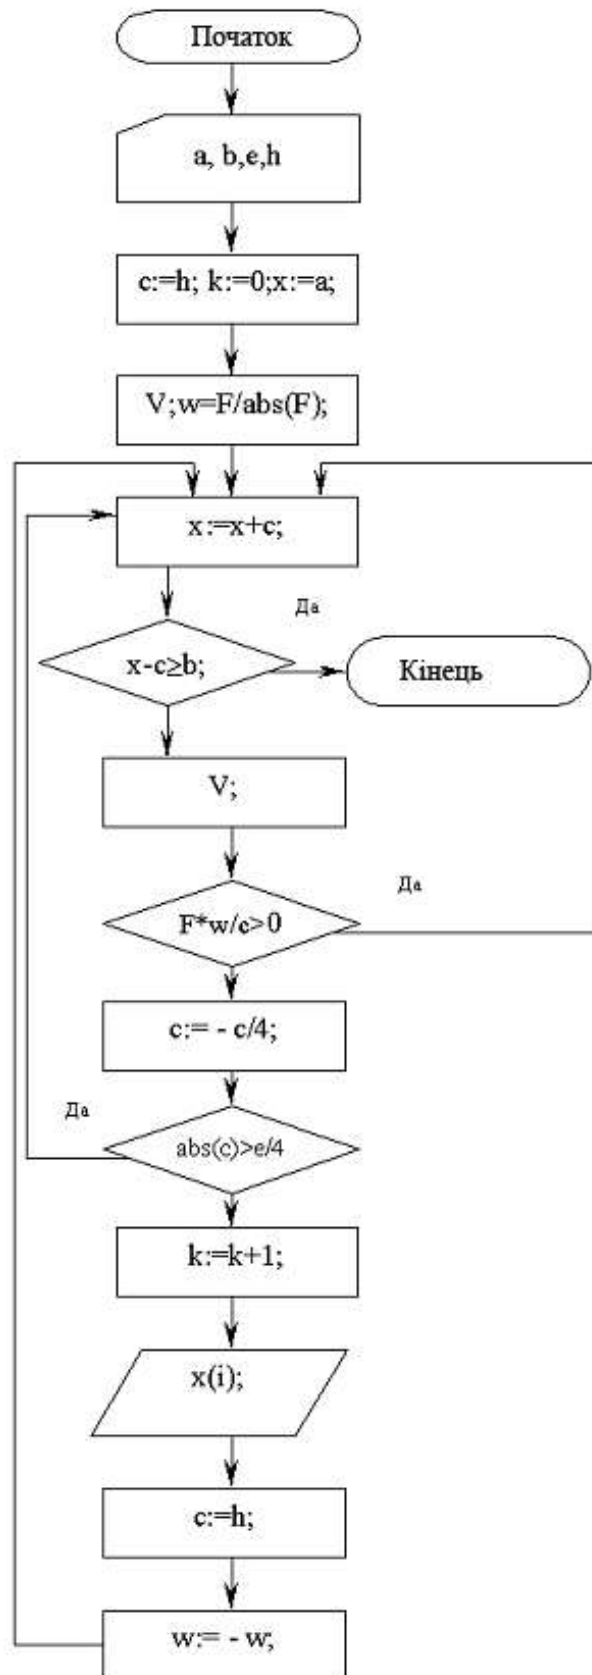 Початок
a, b,e,h
c:=h; k:=0;x:=a;
V;w=F/abs(F);
x:=x+c;
Да
x-c≥b;
Кінець
V;
Да
F*w/c>0
c:= - c/4;
Да
abs(c)>e/4
k:=k+1;
x(i);
c:=h;
w:= - w;